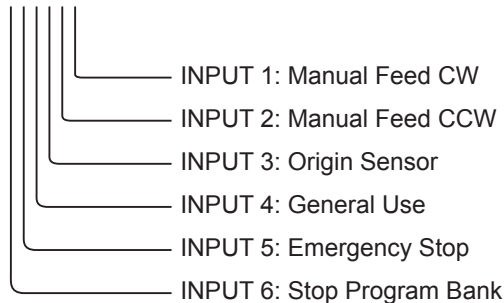 INPUT 1: Manual Feed CW
INPUT 2: Manual Feed CCW
INPUT 3: Origin Sensor
INPUT 4: General Use
INPUT 5: Emergency Stop
INPUT 6: Stop Program Bank